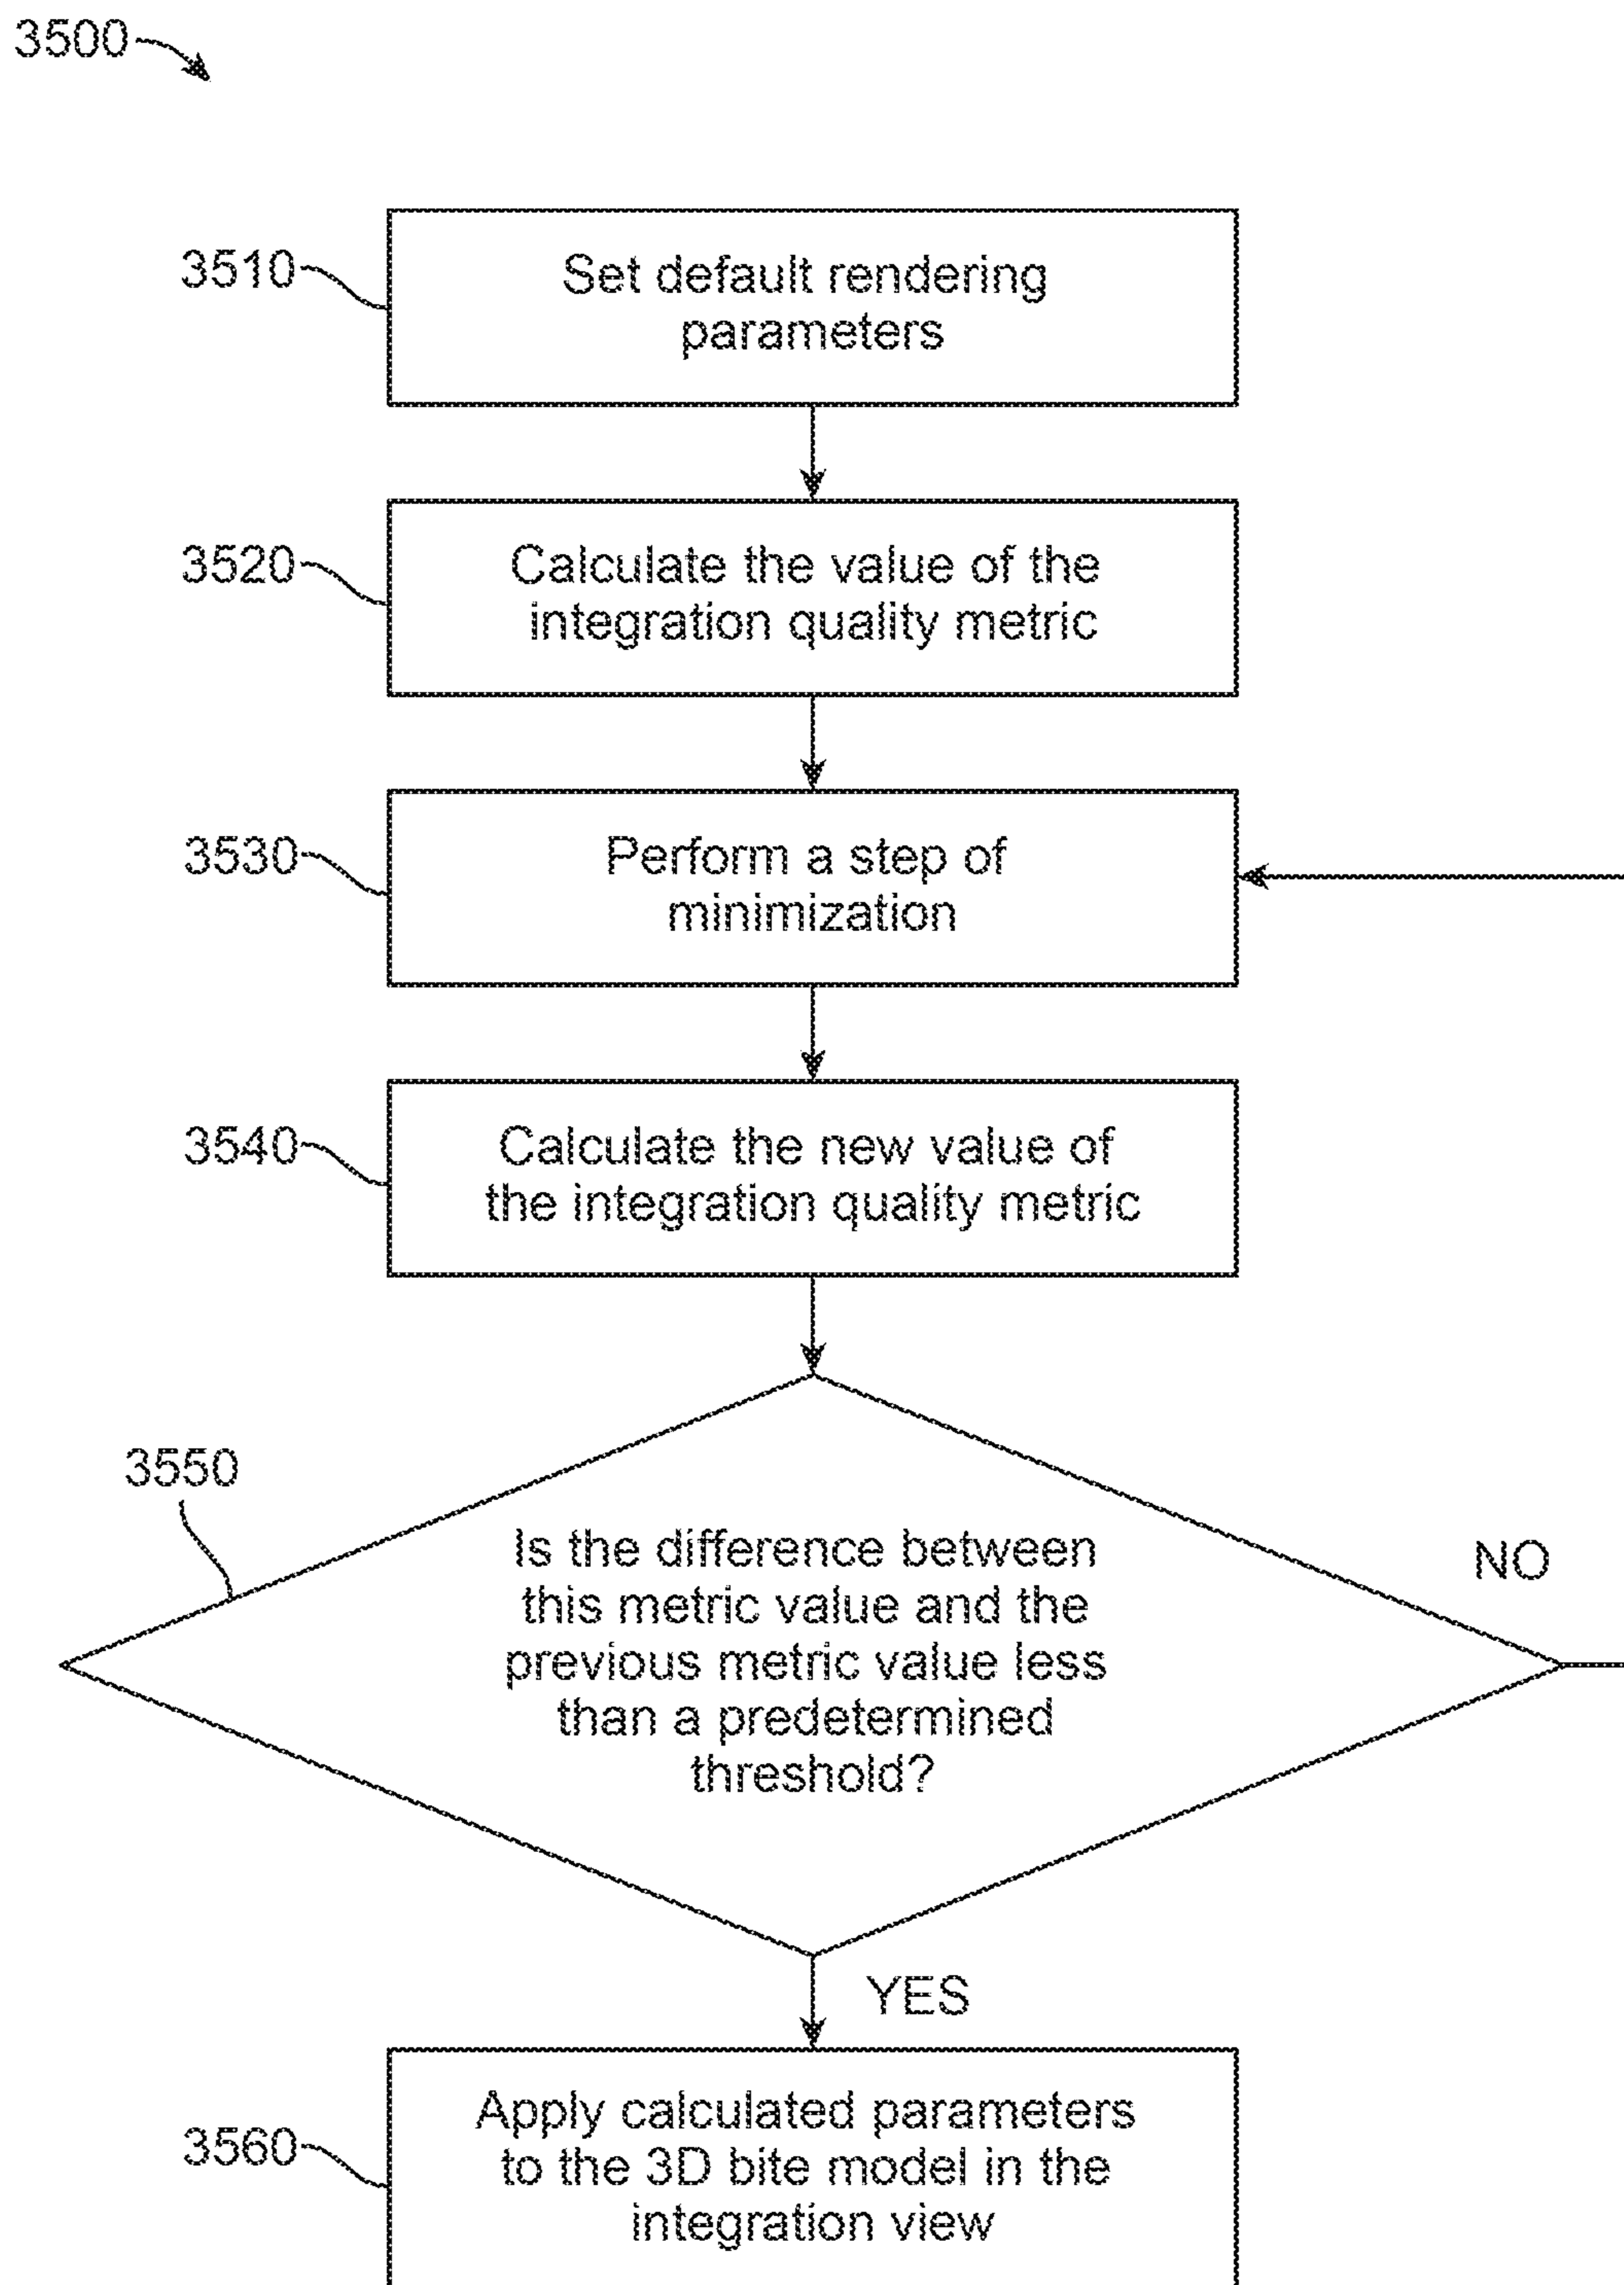 3500
3510
Set default rendering
parameters
3520
Calculate the value of the
integration quality metric
3530
Perform a step of
minimization
3540
Calculate the new value of
the integration quality metric
3550
Is the difference between
this metric value and the
previous metric value less
than a predetermined
threshold?
NO
YES
3560
Apply calculated parameters
to the 3D bite model in the
integration view